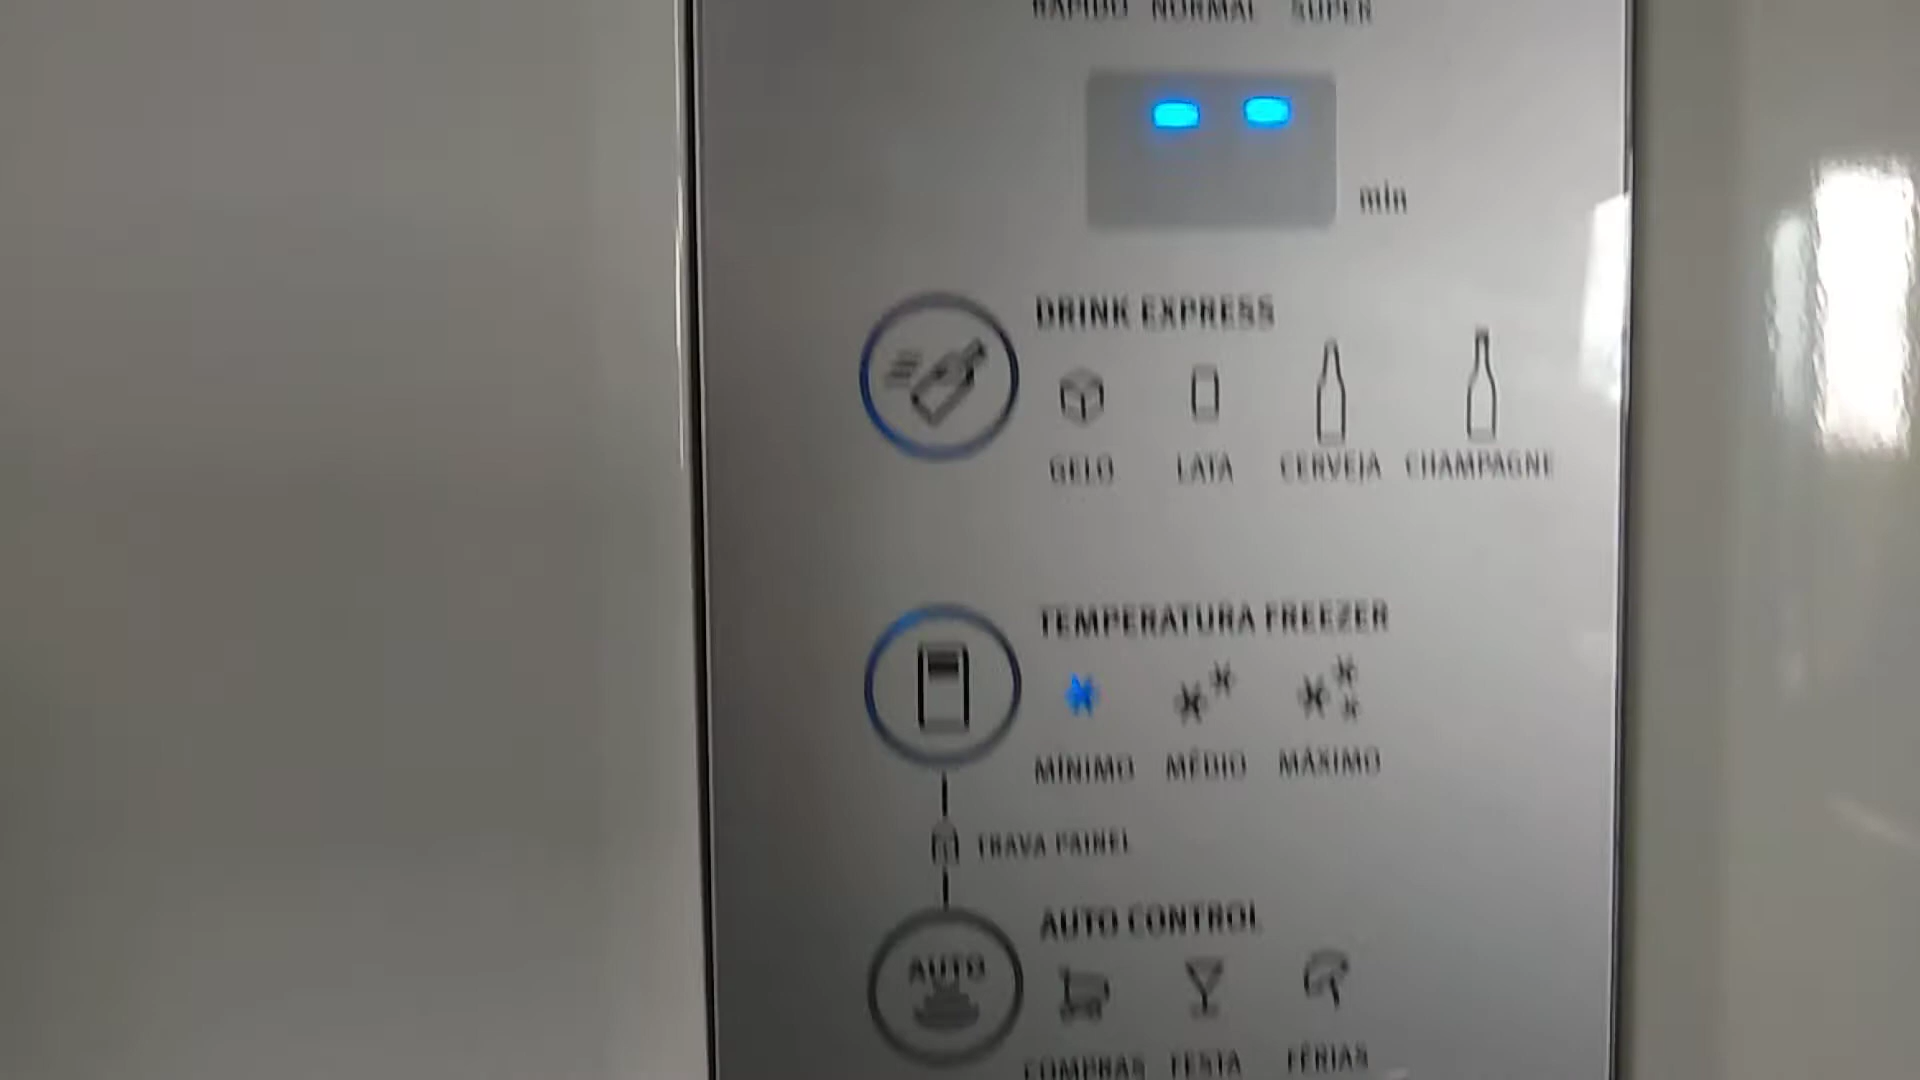 RÁPIDO NORMAL SUPER
min
DRINK EXPRESS
GELO LATA CERVEJA CHAMPAGNE
TEMPERATURA FREEZER
MÍNIMO MÉDIO MÁXIMO
TRAVA PAINEL
AUTO CONTROL
AUTO
COMPRAS FESTA FÉRIAS